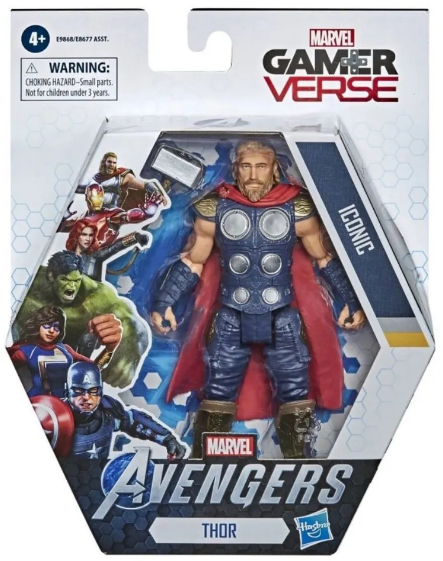 4+
E9868/E8677 ASST.
WARNING:
CHOKING HAZARD–Small parts.
Not for children under 3 years.
MARVEL
GAMER
VERSE
ICONIC
MARVEL
AVENGERS
THOR
Hasbro